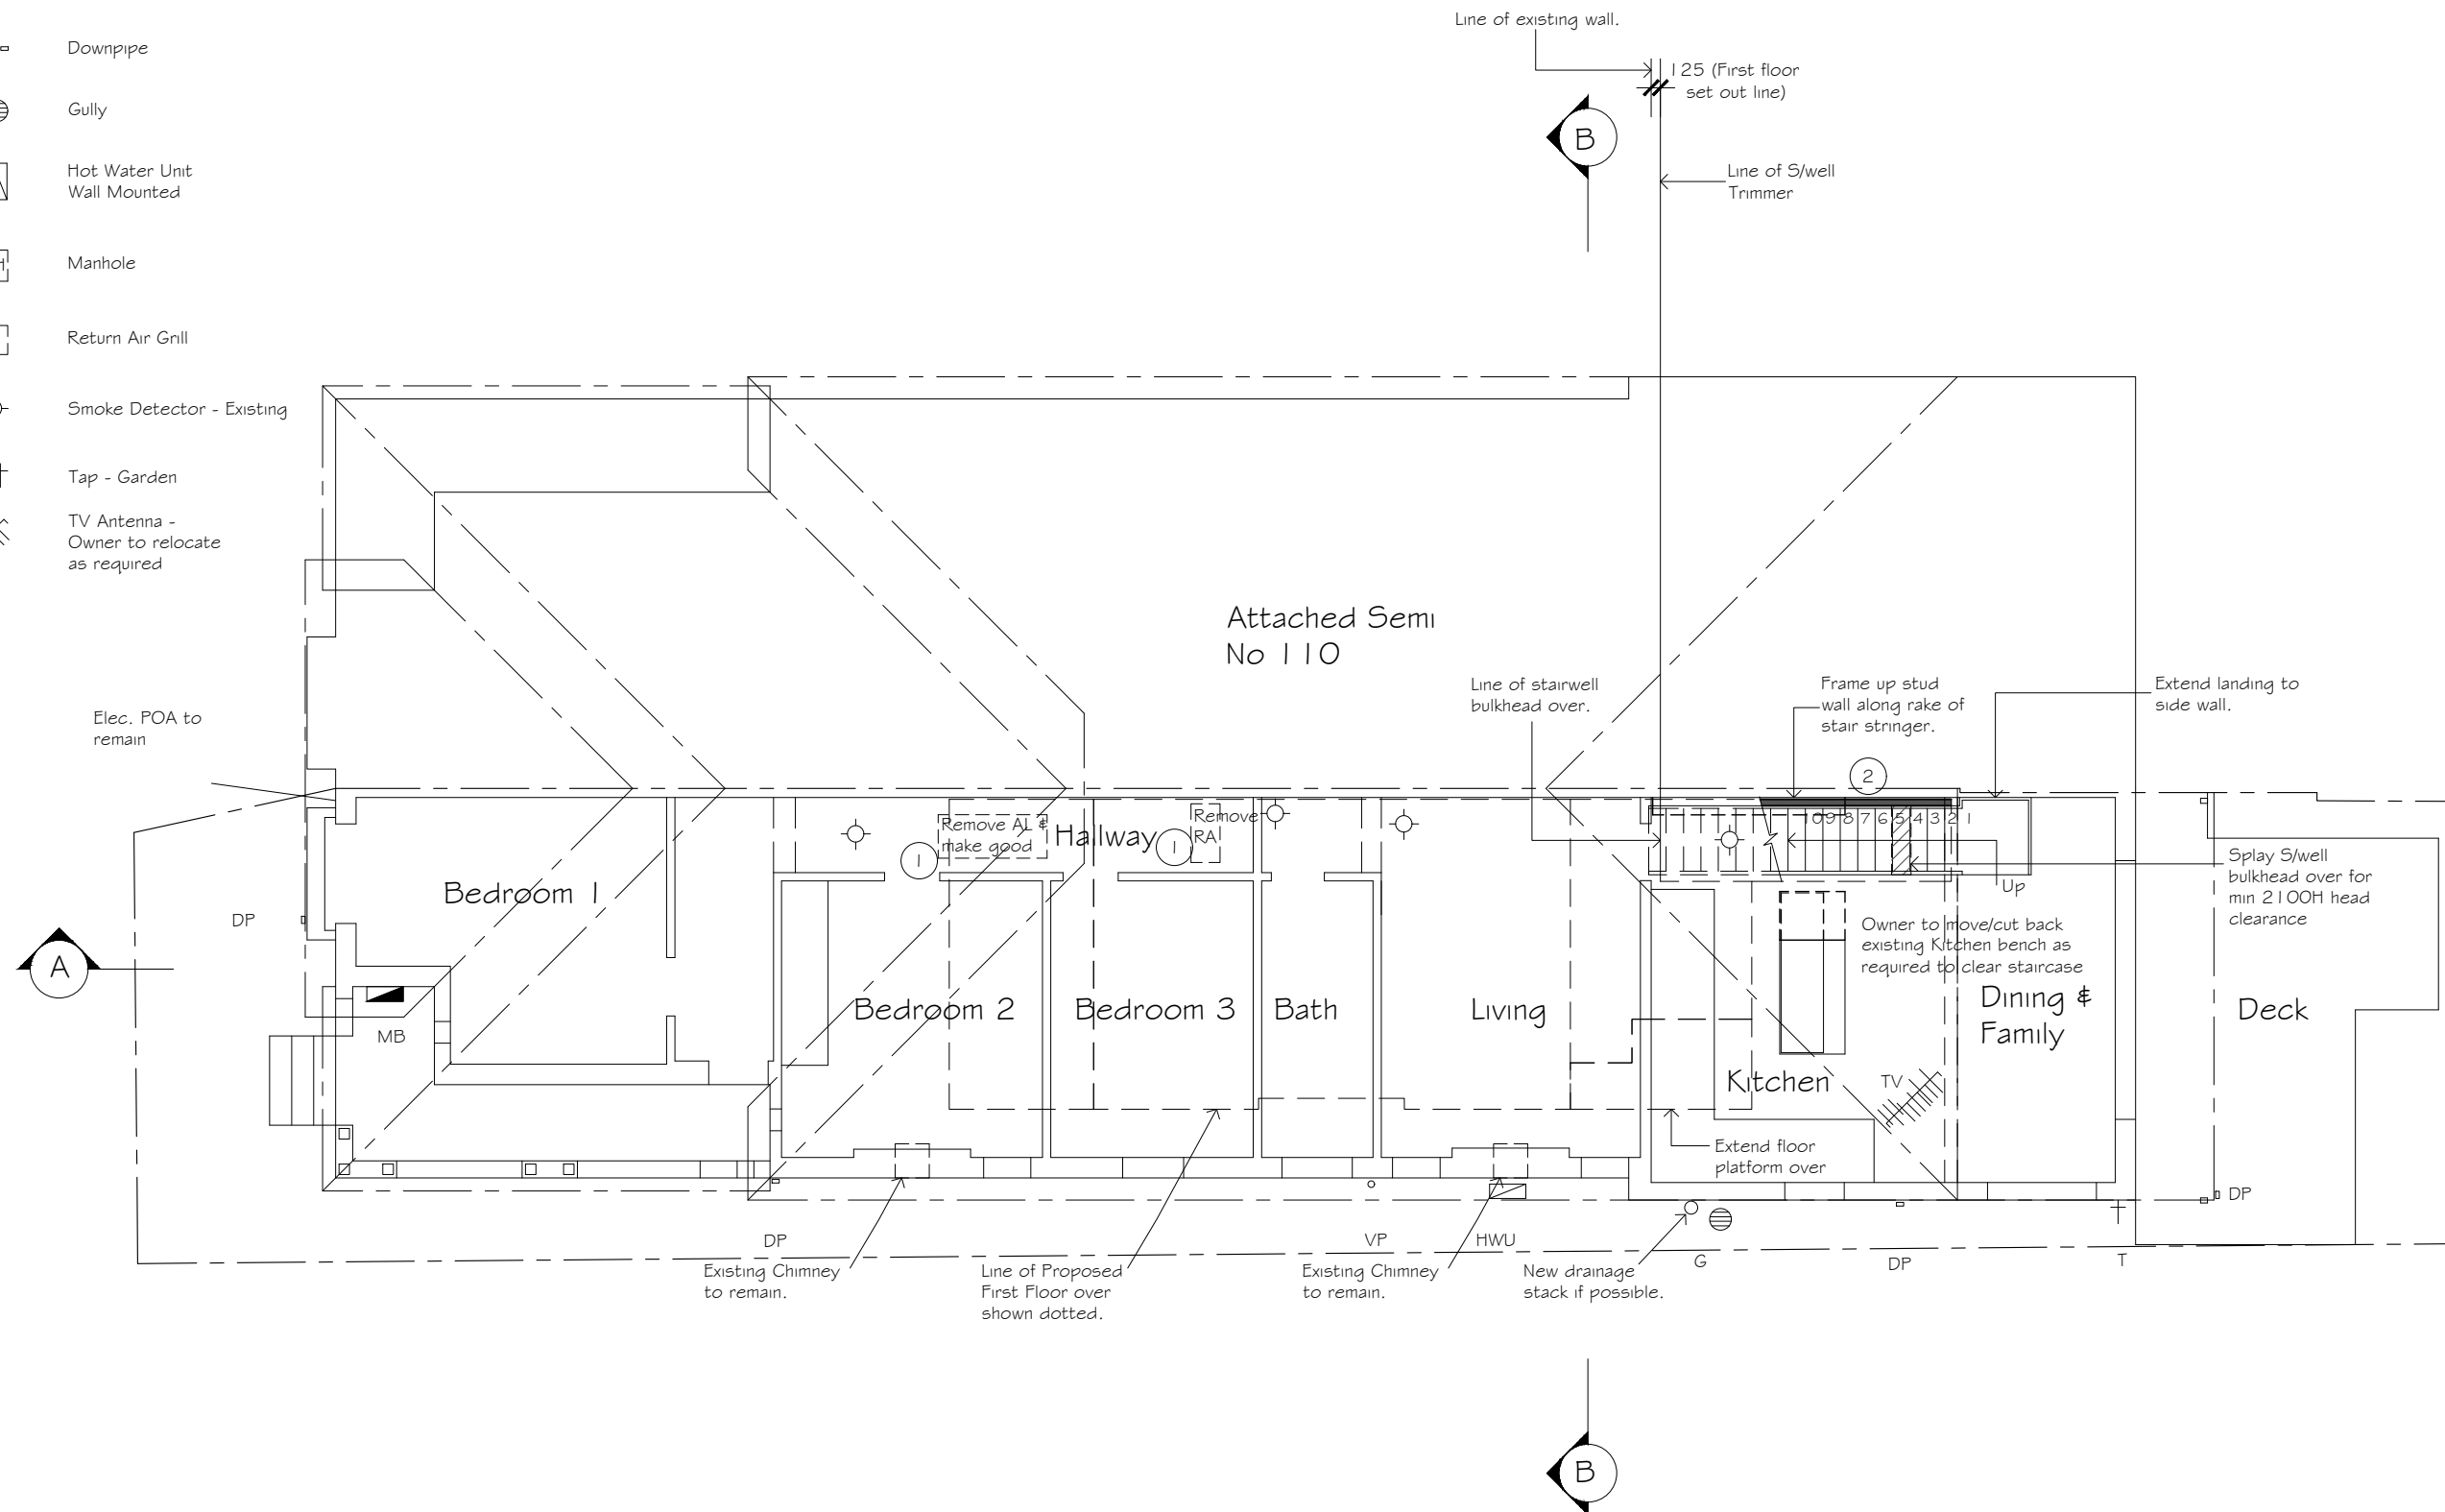 Line of existing wall.
Downpipe
125 (First floor
set out line)
Gully
B
Hot Water Unit
Wall Mounted
Line of S/well
Trimmer
Manhole
Return Air Grill
Smoke Detector - Existing
Tap - Garden
TV Antenna -
Owner to relocate
as required
Attached Semi
No 110
Line of stairwell
bulkhead over.
Frame up stud
wall along rake of
stair stringer.
Extend landing to
side wall.
Elec. POA to
remain
2
Remove AL &
make good
Hallway
Remove
RA
1
1
10 9 8 7 6 5 4 3 2 1
Splay S/well
bulkhead over for
min 2100H head
clearance
Up
Bedroom 1
DP
Owner to move/cut back
existing Kitchen bench as
required to clear staircase
A
Bedroom 2
Bedroom 3
Bath
Living
Dining &
Family
Deck
MB
Kitchen
TV
Extend floor
platform over
DP
DP
VP
HWU
G
DP
T
Existing Chimney
to remain.
Line of Proposed
First Floor over
shown dotted.
Existing Chimney
to remain.
New drainage
stack if possible.
B